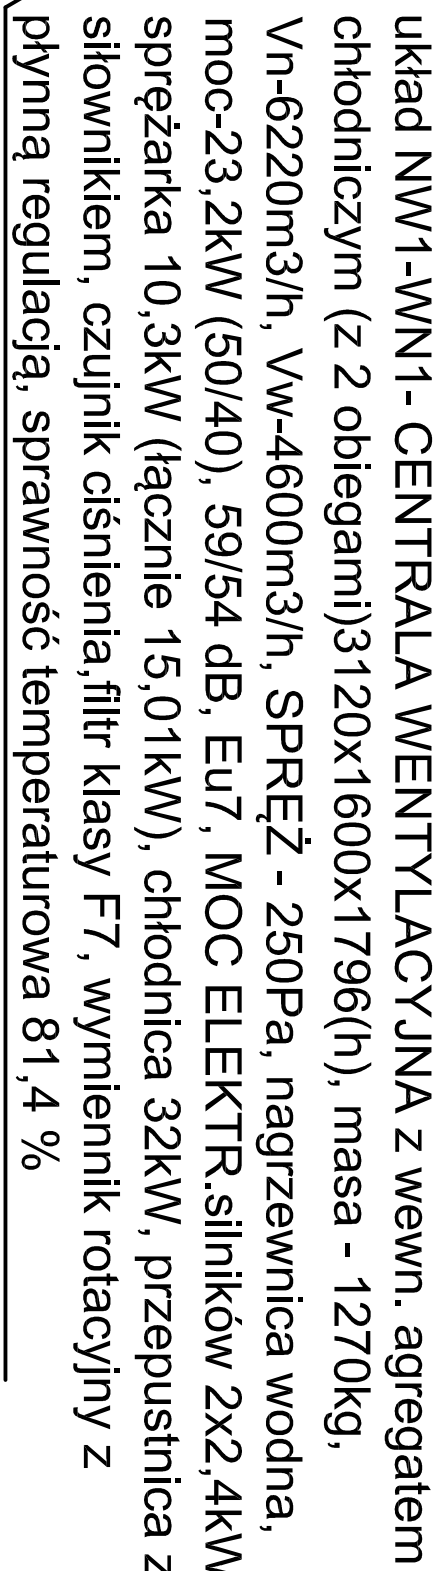 układ NW1-WN1- CENTRALA WENTYLACYJNA z wewn. agregatem
chłodniczym (z 2 obiegami)3120x1600x1796(h), masa - 1270kg,
Vn-6220m3/h, Vw-4600m3/h, SPRĘŻ - 250Pa, nagrzewnica wodna,
moc-23,2kW (50/40), 59/54 dB, Eu7, MOC ELEKTR.silników 2x2,4kW
sprężarka 10,3kW (łącznie 15,01kW), chłodnica 32kW, przepustnica z
siłownikiem, czujnik ciśnienia,filtr klasy F7, wymiennik rotacyjny z
płynną regulacją, sprawność temperaturowa 81,4 %